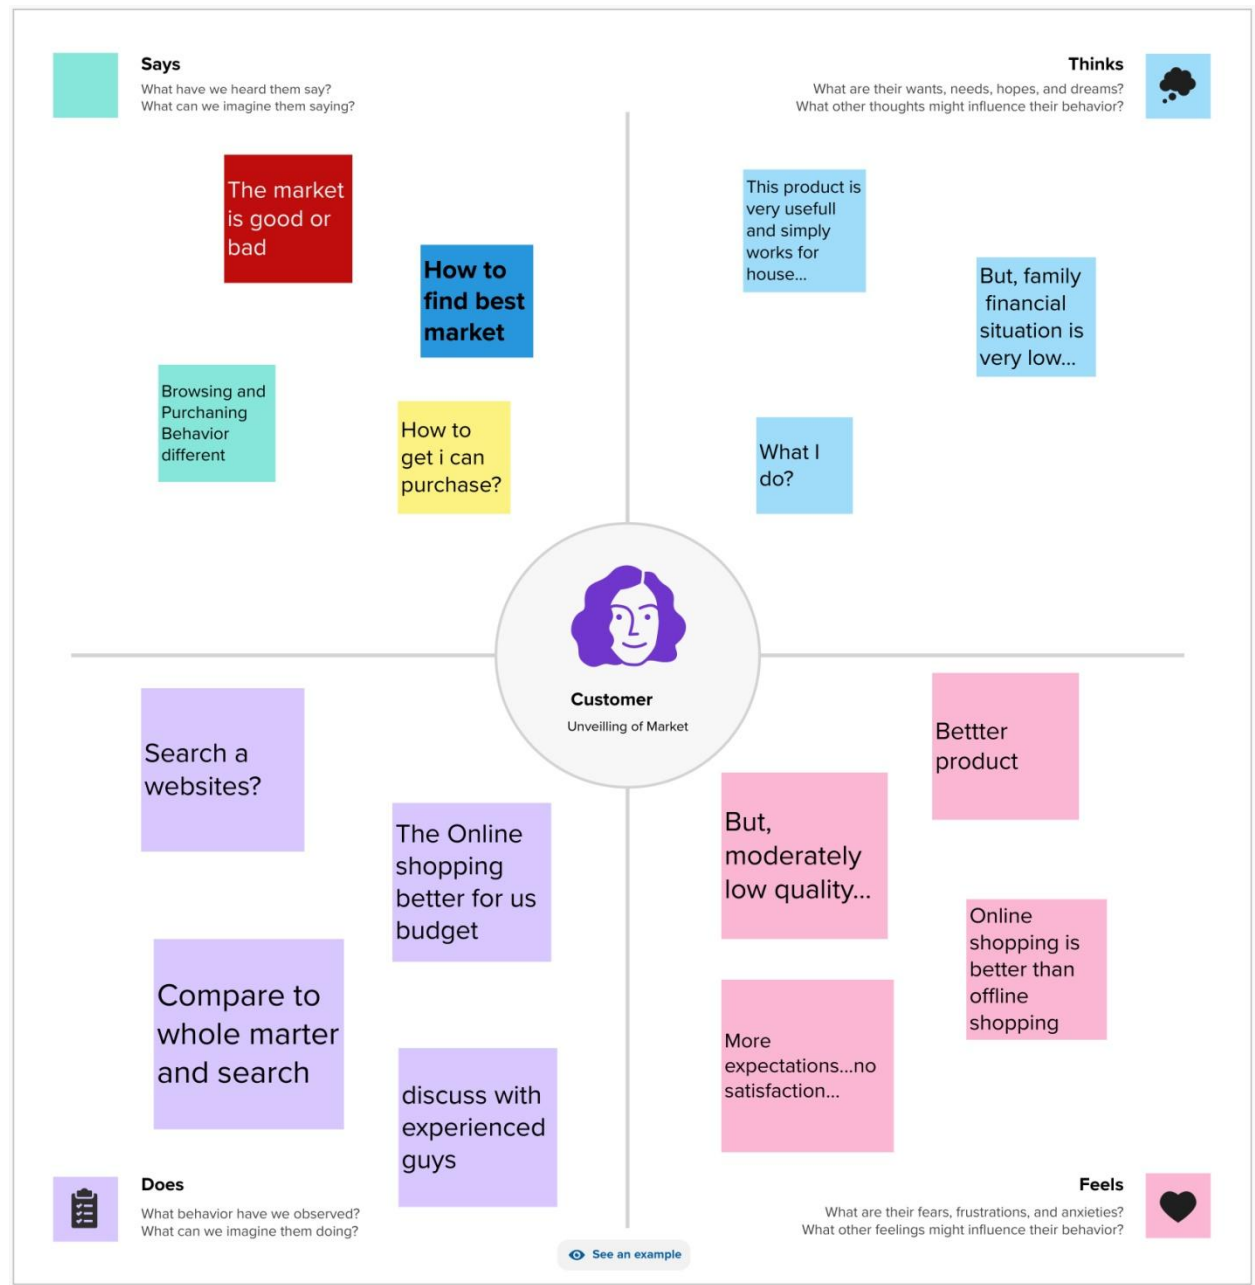 Says
What have we heard them say?
What can we imagine them saying?
Thinks
What are their wants, needs, hopes, and dreams?
What other thoughts might influence their behavior?
The market
is good or
bad
How to
find best
market
Browsing and
Purchaning
Behavior
different
How to
get i can
purchase?
This product is
very usefull
and simply
works for
house...
But, family
financial
situation is
very low...
What I
do?
Customer
Unveilling of Market
Search a
websites?
The Online
shopping
better for us
budget
Compare to
whole marter
and search
discuss with
experienced
guys
Bettter
product
But,
moderately
low quality...
Online
shopping is
better than
offline
shopping
More
expectations...no
satisfaction...
Does
What behavior have we observed?
What can we imagine them doing?
Feels
What are their fears, frustrations, and anxieties?
What other feelings might influence their behavior?
See an example